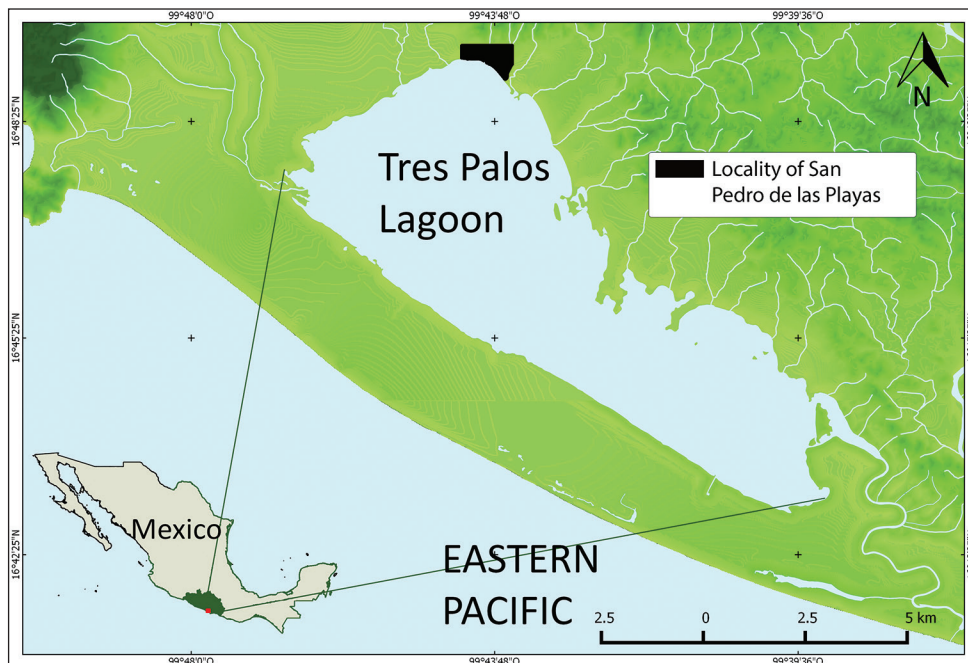 99°48'0"O 99°43'48"O 99°39'36"O
16°48'25"N
N
Tres Palos
Lagoon
Locality of San
Pedro de las Playas
16°45'25"N
Mexico
16°42'25"N
EASTERN
PACIFIC
2.5 0 2.5 5 km
99°48'0"O 99°43'48"O 99°39'36"O